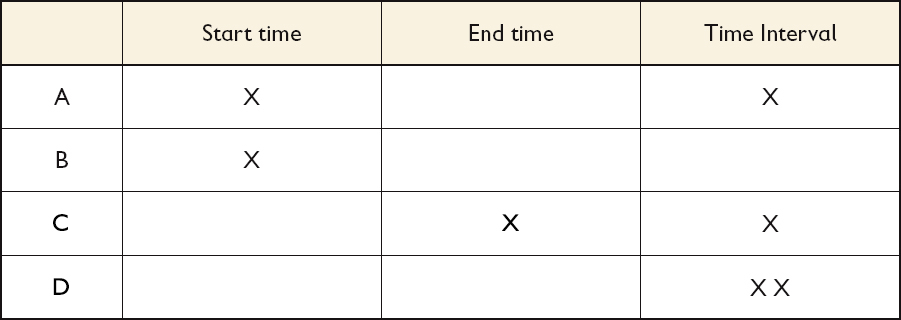 Start time End time Time Interval
A X X
B X
C X X
D X X